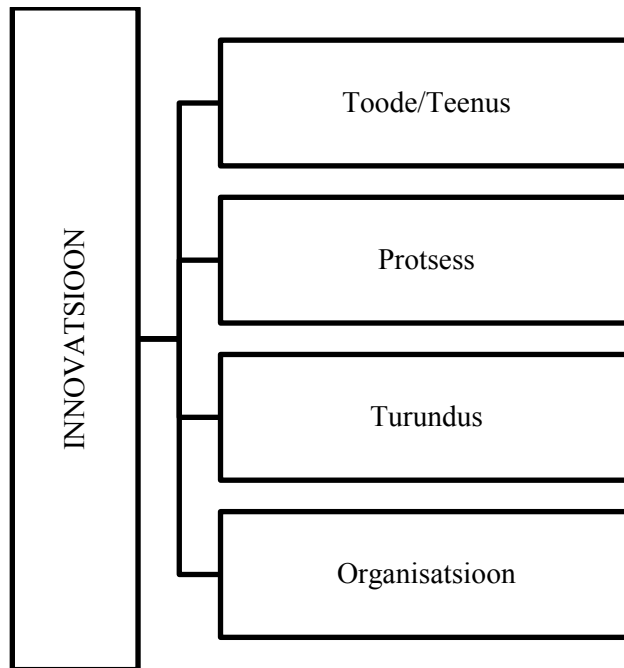 INNOVATSIOON
Toode/Teenus
Protsess
Turundus
Organisatsioon